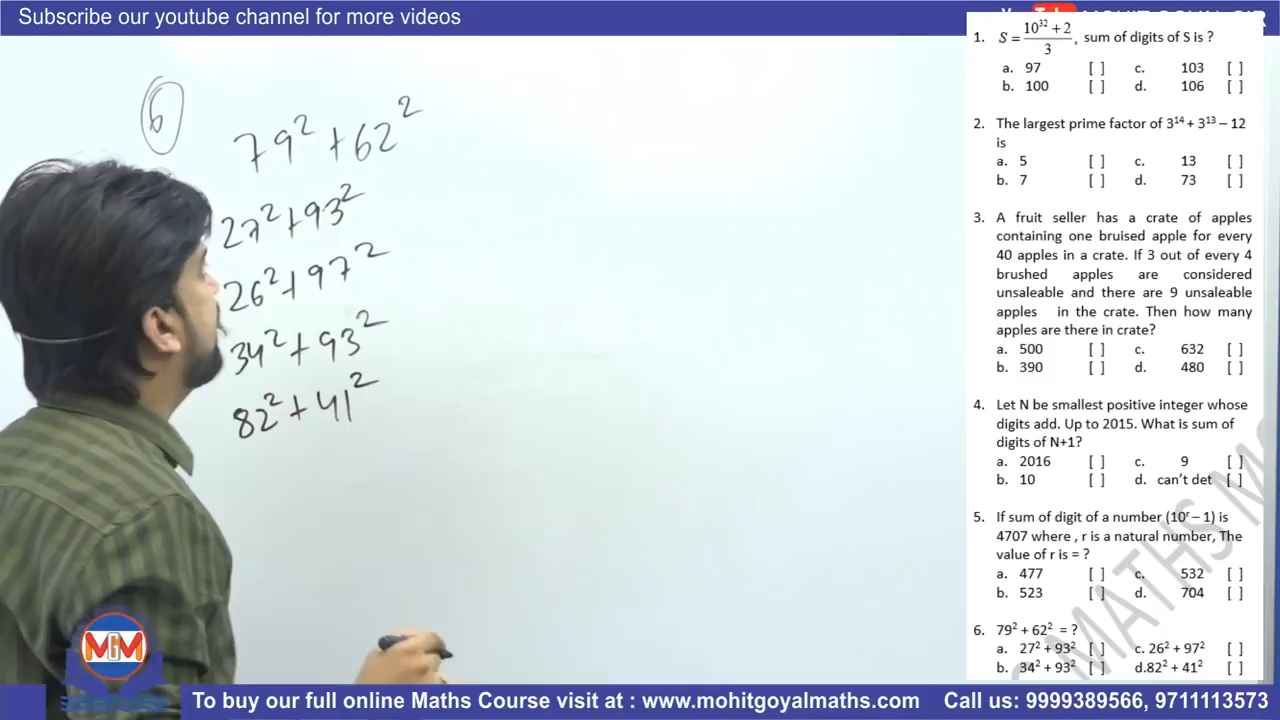 Subscribe our youtube channel for more videos
6
79² + 62²
27² + 93²
26² + 97²
34² + 93²
82² + 41²
1. S = (10³² + 2)/3, sum of digits of S is ?
a. 97 [ ] c. 103 [ ]
b. 100 [ ] d. 106 [ ]
2. The largest prime factor of 3¹⁴ + 3¹³ – 12
is
a. 5 [ ] c. 13 [ ]
b. 7 [ ] d. 73 [ ]
3. A fruit seller has a crate of apples
containing one bruised apple for every
40 apples in a crate. If 3 out of every 4
brushed apples are considered
unsaleable and there are 9 unsaleable
apples in the crate. Then how many
apples are there in crate?
a. 500 [ ] c. 632 [ ]
b. 390 [ ] d. 480 [ ]
4. Let N be smallest positive integer whose
digits add. Up to 2015. What is sum of
digits of N+1?
a. 2016 [ ] c. 9 [ ]
b. 10 [ ] d. can't det [ ]
5. If sum of digit of a number (10ʳ – 1) is
4707 where , r is a natural number, The
value of r is = ?
a. 477 [ ] c. 532 [ ]
b. 523 [ ] d. 704 [ ]
6. 79² + 62² = ?
a. 27² + 93² [ ] c. 26² + 97² [ ]
b. 34² + 93² [ ] d.82² + 41² [ ]
MATHS
MGM
To buy our full online Maths Course visit at : www.mohitgoyalmaths.com Call us: 9999389566, 9711113573